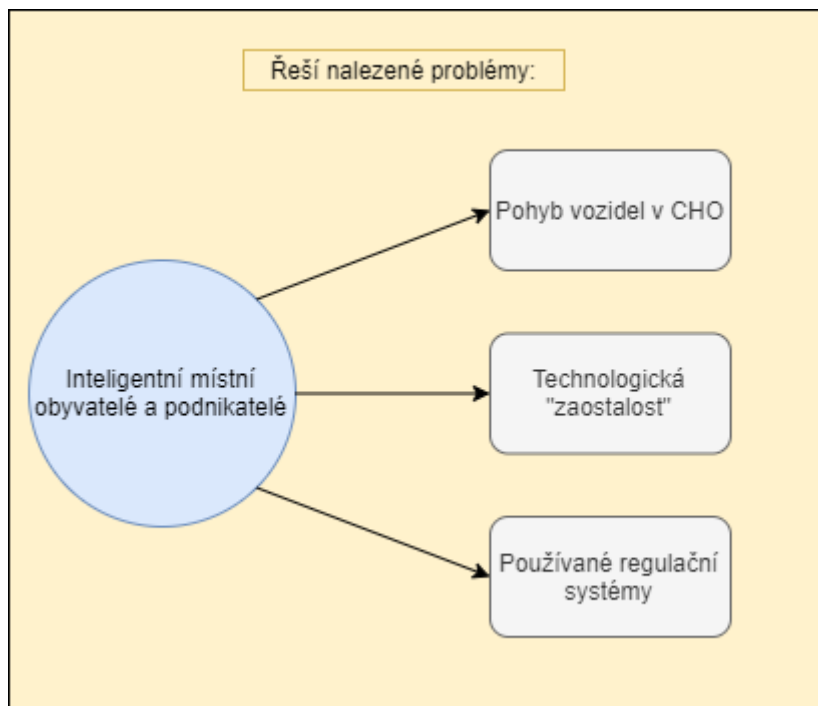 Řeší nalezené problémy:
Pohyb vozidel v CHO
Inteligentní místní
obyvatelé a podnikatelé
Technologická
"zaostalost"
Používané regulační
systémy